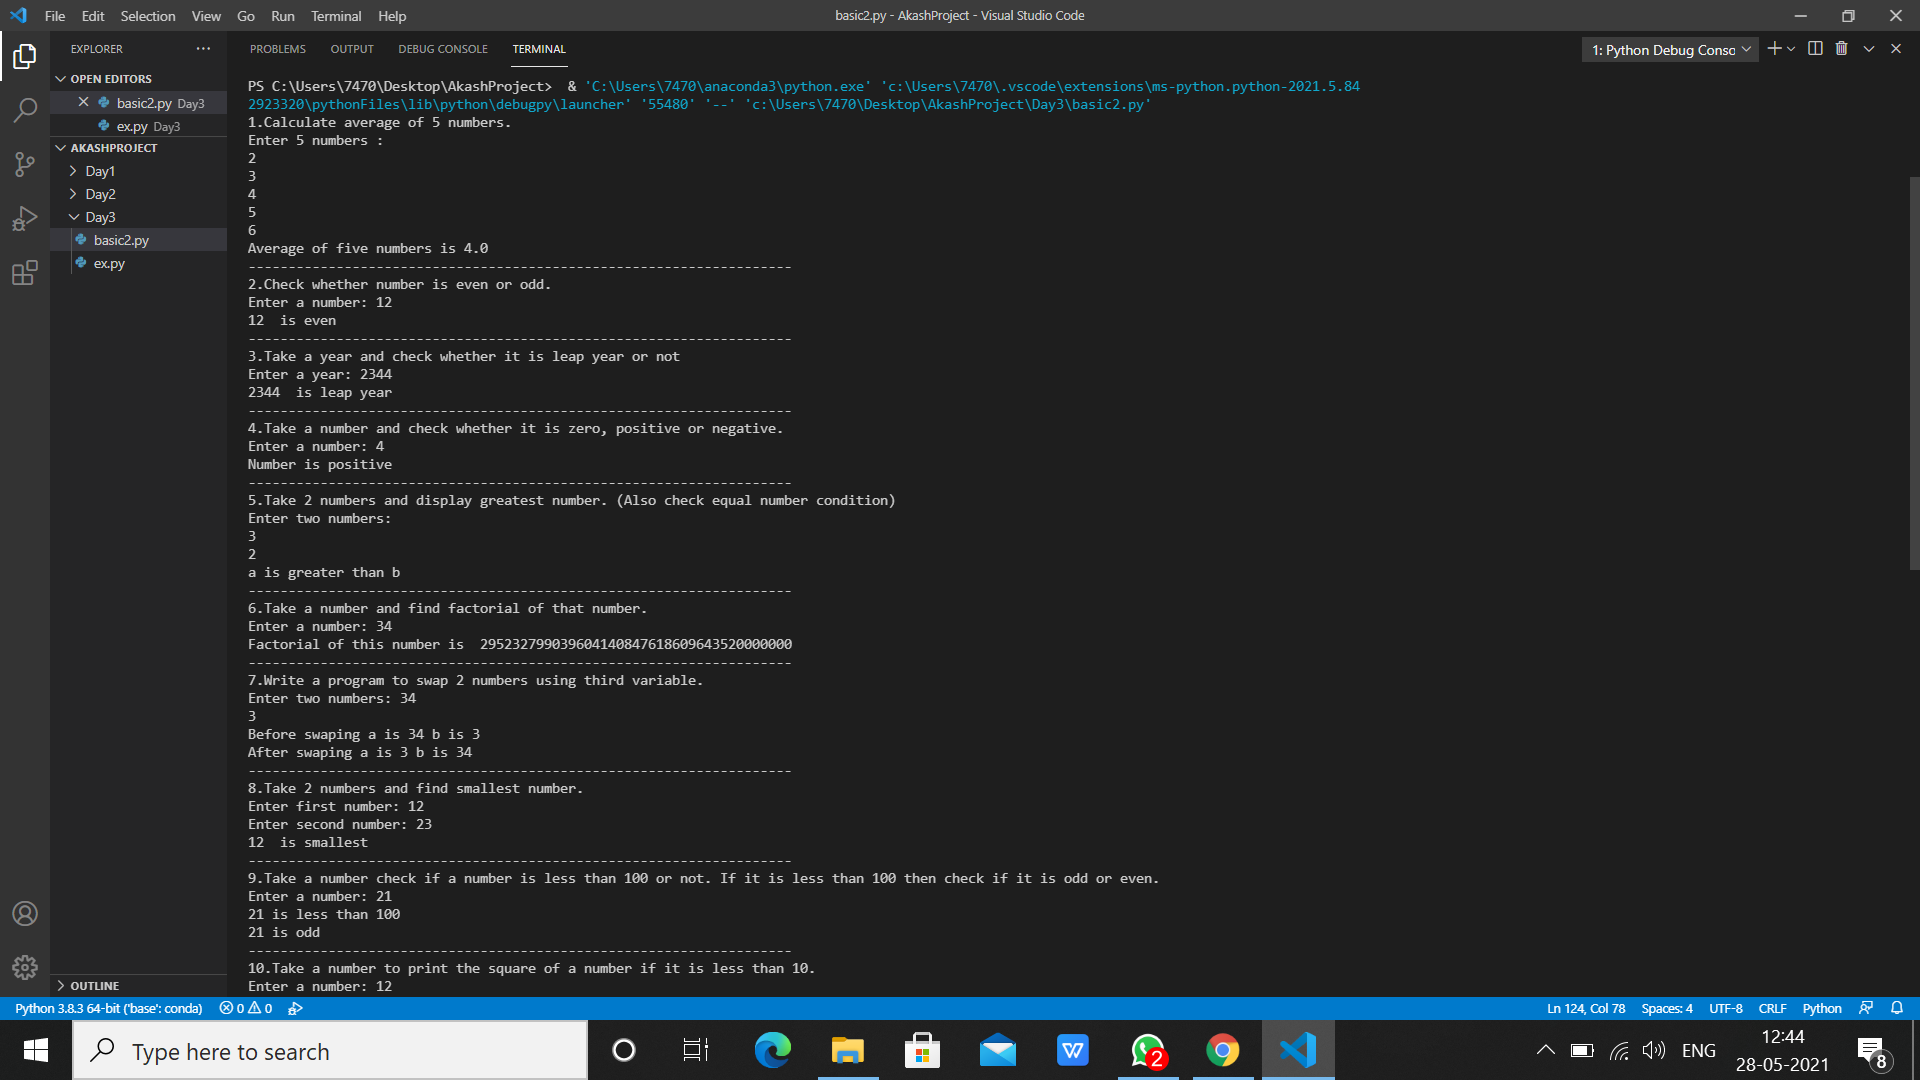 File Edit Selection View Go Run Terminal Help
basic2.py - AkashProject - Visual Studio Code
EXPLORER
OPEN EDITORS
basic2.py Day3
ex.py Day3
AKASHPROJECT
Day1
Day2
Day3
basic2.py
ex.py
OUTLINE
PROBLEMS OUTPUT DEBUG CONSOLE TERMINAL
1: Python Debug Conso
PS C:\Users\7470\Desktop\AkashProject> & 'C:\Users\7470\anaconda3\python.exe' 'c:\Users\7470\.vscode\extensions\ms-python.python-2021.5.84
2923320\pythonFiles\lib\python\debugpy\launcher' '55480' '--' 'c:\Users\7470\Desktop\AkashProject\Day3\basic2.py'
1.Calculate average of 5 numbers.
Enter 5 numbers :
2
3
4
5
6
Average of five numbers is 4.0
--------------------------------------------------------------------
2.Check whether number is even or odd.
Enter a number: 12
12  is even
--------------------------------------------------------------------
3.Take a year and check whether it is leap year or not
Enter a year: 2344
2344  is leap year
--------------------------------------------------------------------
4.Take a number and check whether it is zero, positive or negative.
Enter a number: 4
Number is positive
--------------------------------------------------------------------
5.Take 2 numbers and display greatest number. (Also check equal number condition)
Enter two numbers:
3
2
a is greater than b
--------------------------------------------------------------------
6.Take a number and find factorial of that number.
Enter a number: 34
Factorial of this number is  295232799039604140847618609643520000000
--------------------------------------------------------------------
7.Write a program to swap 2 numbers using third variable.
Enter two numbers: 34
3
Before swaping a is 34 b is 3
After swaping a is 3 b is 34
--------------------------------------------------------------------
8.Take 2 numbers and find smallest number.
Enter first number: 12
Enter second number: 23
12  is smallest
--------------------------------------------------------------------
9.Take a number check if a number is less than 100 or not. If it is less than 100 then check if it is odd or even.
Enter a number: 21
21 is less than 100
21 is odd
--------------------------------------------------------------------
10.Take a number to print the square of a number if it is less than 10.
Enter a number: 12
Python 3.8.3 64-bit ('base': conda) 0 0
Ln 124, Col 78 Spaces: 4 UTF-8 CRLF Python
Type here to search
W
2
ENG
12:44
28-05-2021
8